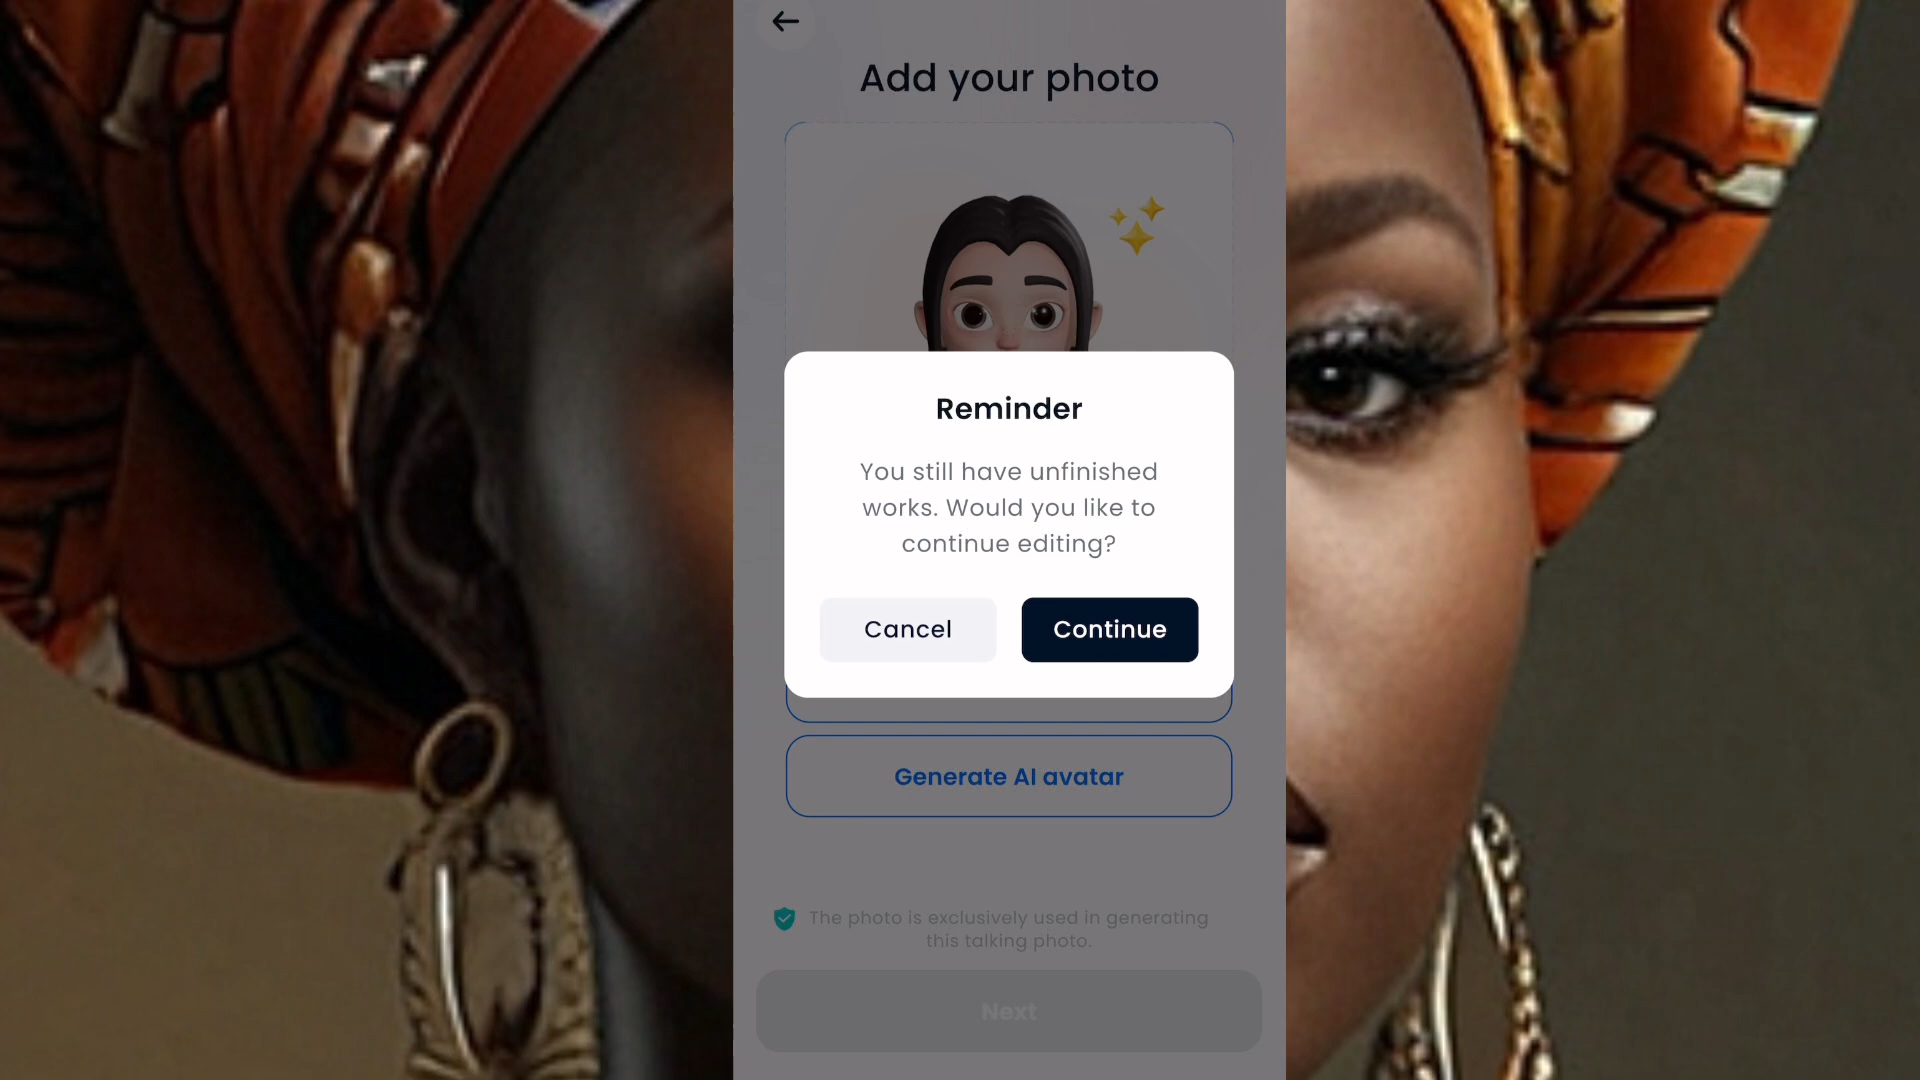 Add your photo
Reminder
You still have unfinished
works. Would you like to
continue editing?
Cancel
Continue
Generate AI avatar
The photo is exclusively used in generating
this talking photo.
Next